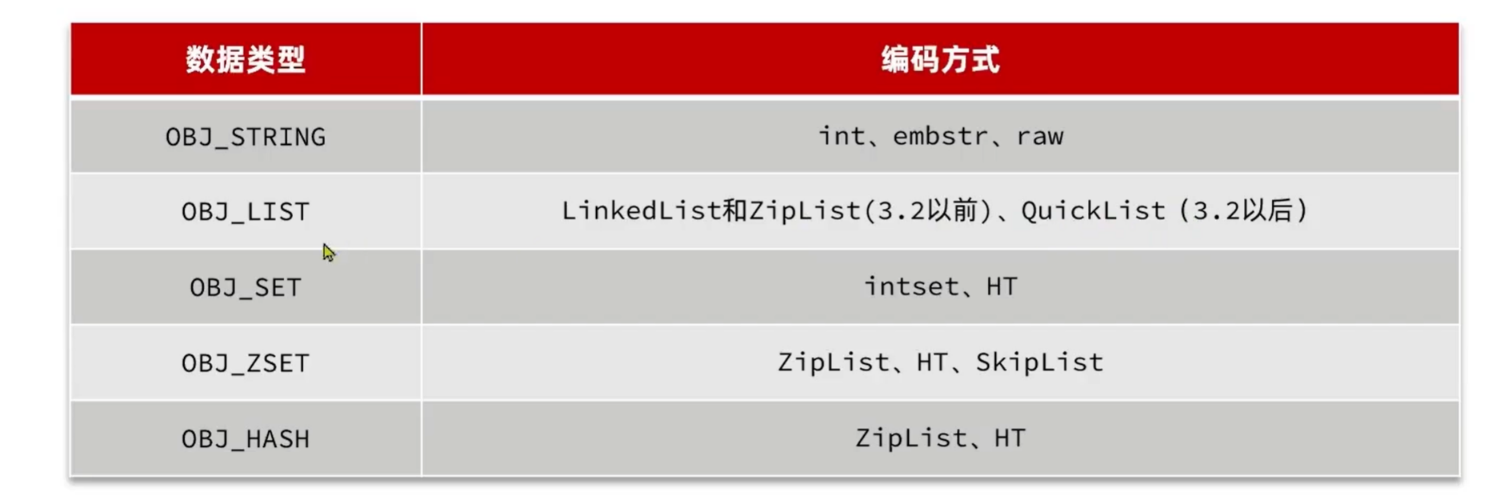 数据类型 编码方式
OBJ_STRING int、embstr、raw
OBJ_LIST LinkedList和ZipList(3.2以前)、QuickList (3.2以后)
OBJ_SET intset、HT
OBJ_ZSET ZipList、HT、SkipList
OBJ_HASH ZipList、HT